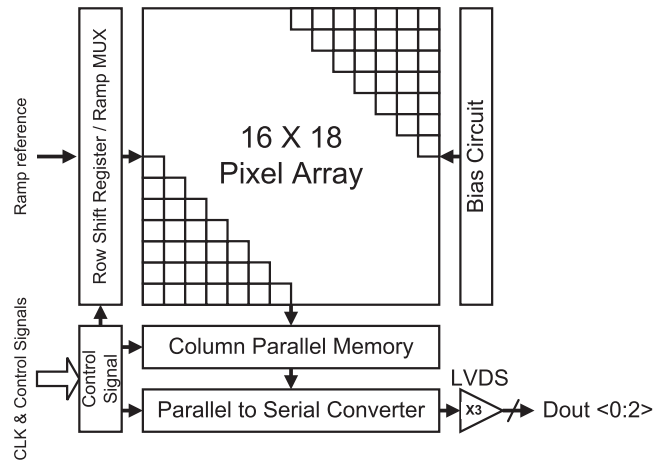 Ramp reference
Row Shift Register / Ramp MUX
16 X 18
Pixel Array
Bias Circuit
CLK & Control Signals
Control
Signal
Column Parallel Memory
Parallel to Serial Converter
LVDS
X3
Dout <0:2>